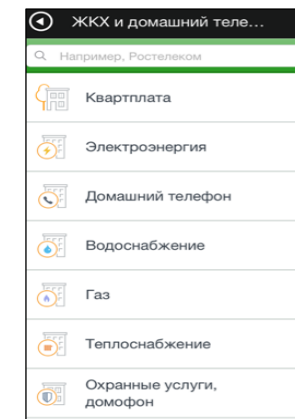 ЖКХ и домашний теле...
Например, Ростелеком
Квартплата
Электроэнергия
Домашний телефон
Водоснабжение
Газ
Теплоснабжение
Охранные услуги,
домофон